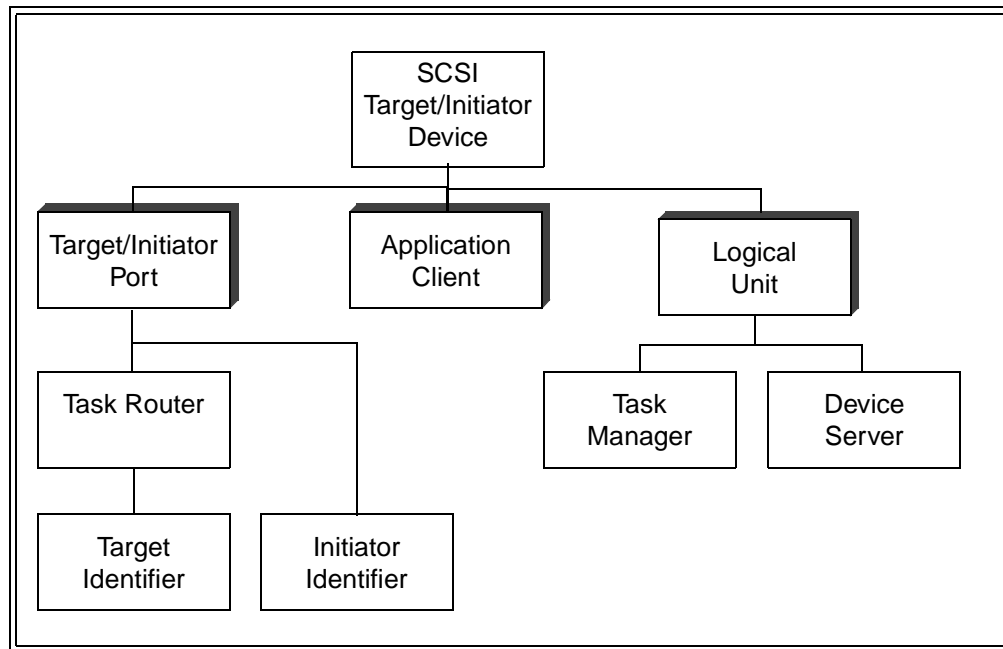 SCSI
Target/Initiator
Device
Target/Initiator
Port
Application
Client
Logical
Unit
Task Router
Task
Manager
Device
Server
Target
Identifier
Initiator
Identifier